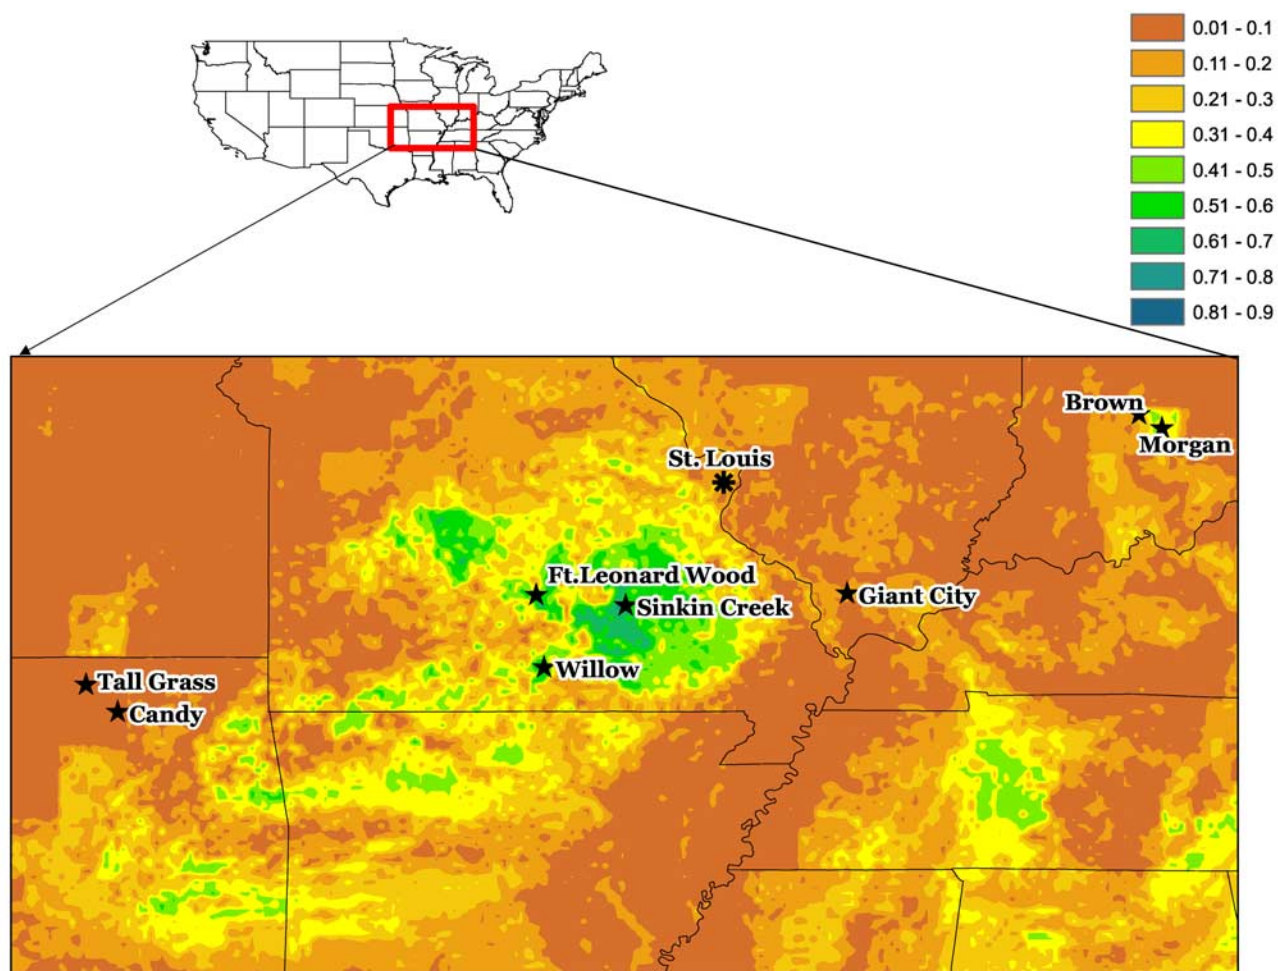 0.01 - 0.1
0.11 - 0.2
0.21 - 0.3
0.31 - 0.4
0.41 - 0.5
0.51 - 0.6
0.61 - 0.7
0.71 - 0.8
0.81 - 0.9
Brown
Morgan
St. Louis
Ft.Leonard Wood
Sinkin Creek
Giant City
Willow
Tall Grass
Candy